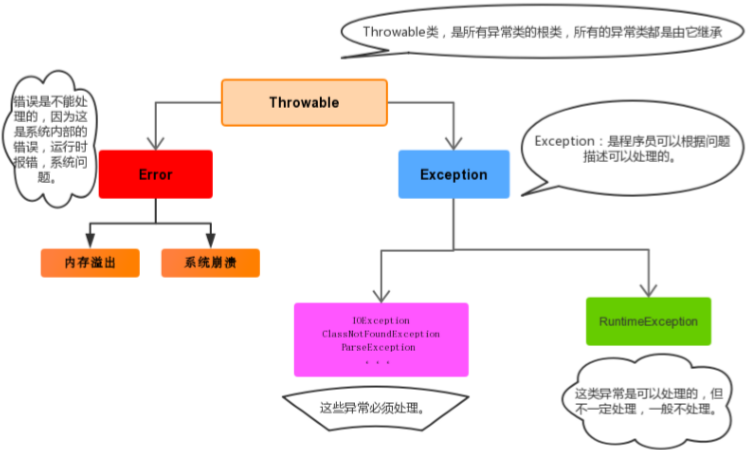 Throwable类，是所有异常类的根类，所有的异常类都是由它继承
Throwable
错误是不能处
理的，因为这
是系统内部的
错误，运行时
报错，系统问
题。
Exception：是程序员可以根据问题
描述可以处理的。
Error
Exception
内存溢出
系统崩溃
IOException
ClassNotFoundException
ParseException
. . .
RuntimeException
这些异常必须处理。
这类异常是可以处理的，但
不一定处理，一般不处理。